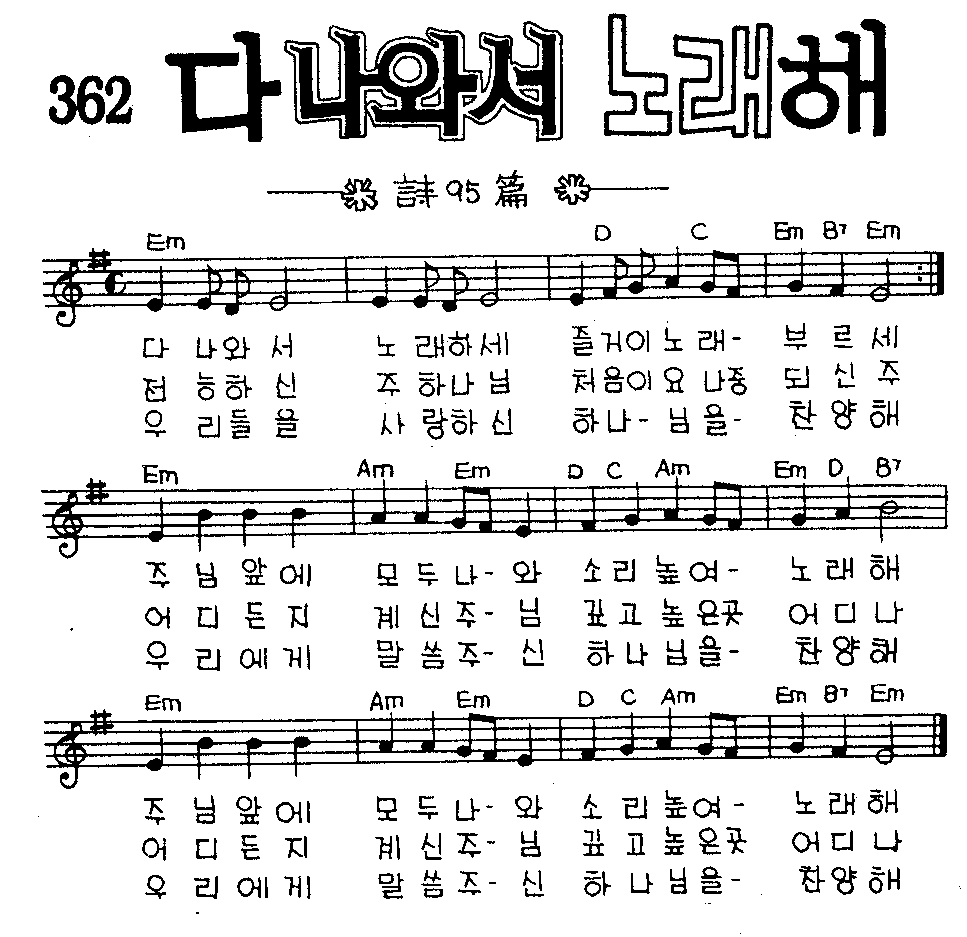 362 다 나와서 노래해
詩 95 篇
Em D C Em B7 Em
다 나와 서 노 래하세 즐거이 노 래- 부 르 세
전 능하 신 주 하나님 처음이요 나중 되 신 주
우 리들 을 사 랑하신 하나- 님 을- 찬 양 해
Em Am Em D C Am Em D B7
주 님 앞 에 모 두 나- 와 소 리 높여- 노 래 해
어 디 든 지 계 신 주- 님 깊 고 높은곳 어 디 나
우 리 에 게 말 씀 주- 신 하 나 님을- 찬 양 해
Em Am Em D C Am Em B7 Em
주 님 앞 에 모 두 나- 와 소 리 높여- 노 래 해
어 디 든 지 계 신 주- 님 깊 고 높은곳 어 디 나
우 리 에 게 말 씀 주- 신 하 나 님을- 찬 양 해